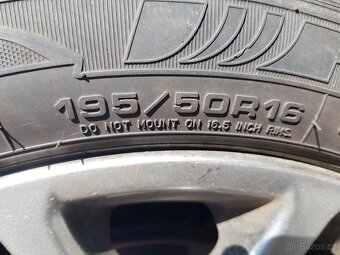 195/50R16
DO NOT MOUNT ON 16.5 INCH RIMS.